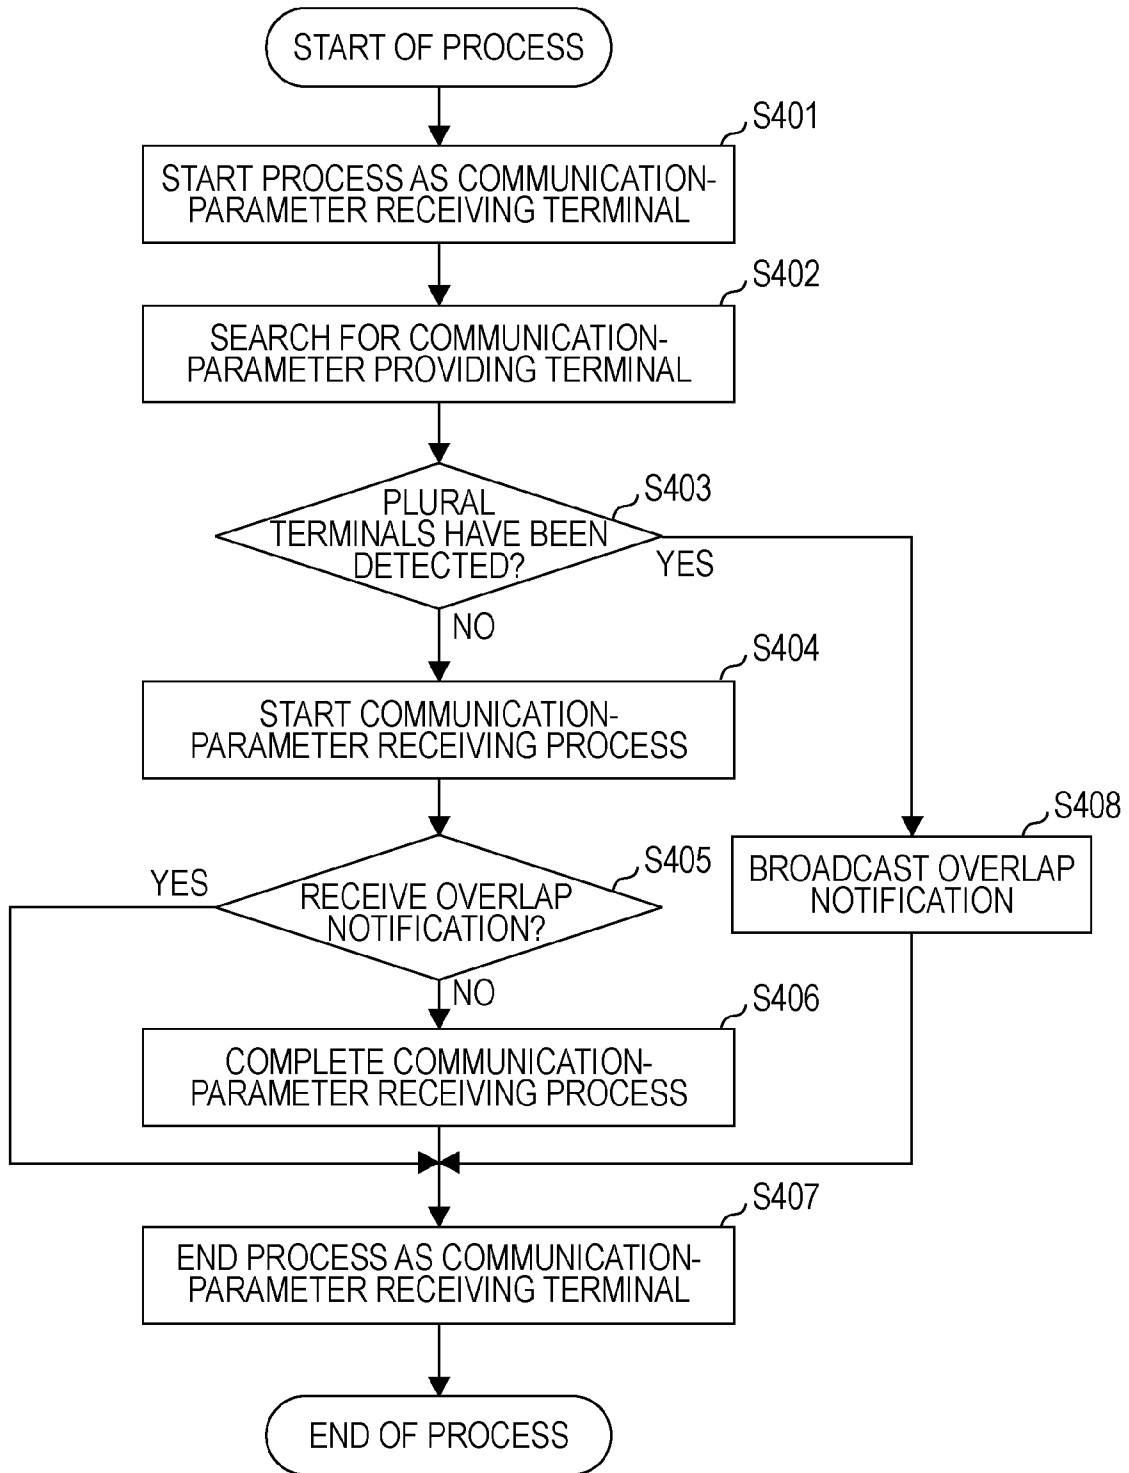 START OF PROCESS
S401
START PROCESS AS COMMUNICATION-
PARAMETER RECEIVING TERMINAL
S402
SEARCH FOR COMMUNICATION-
PARAMETER PROVIDING TERMINAL
S403
PLURAL
TERMINALS HAVE BEEN
DETECTED?
YES
NO
S404
START COMMUNICATION-
PARAMETER RECEIVING PROCESS
S408
BROADCAST OVERLAP
NOTIFICATION
S405
YES
RECEIVE OVERLAP
NOTIFICATION?
NO
S406
COMPLETE COMMUNICATION-
PARAMETER RECEIVING PROCESS
S407
END PROCESS AS COMMUNICATION-
PARAMETER RECEIVING TERMINAL
END OF PROCESS